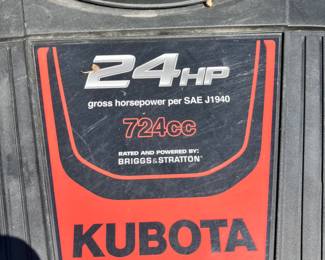 24HP
gross horsepower per SAE J1940
724cc
RATED AND POWERED BY:
BRIGGS&STRATTON
KUBOTA